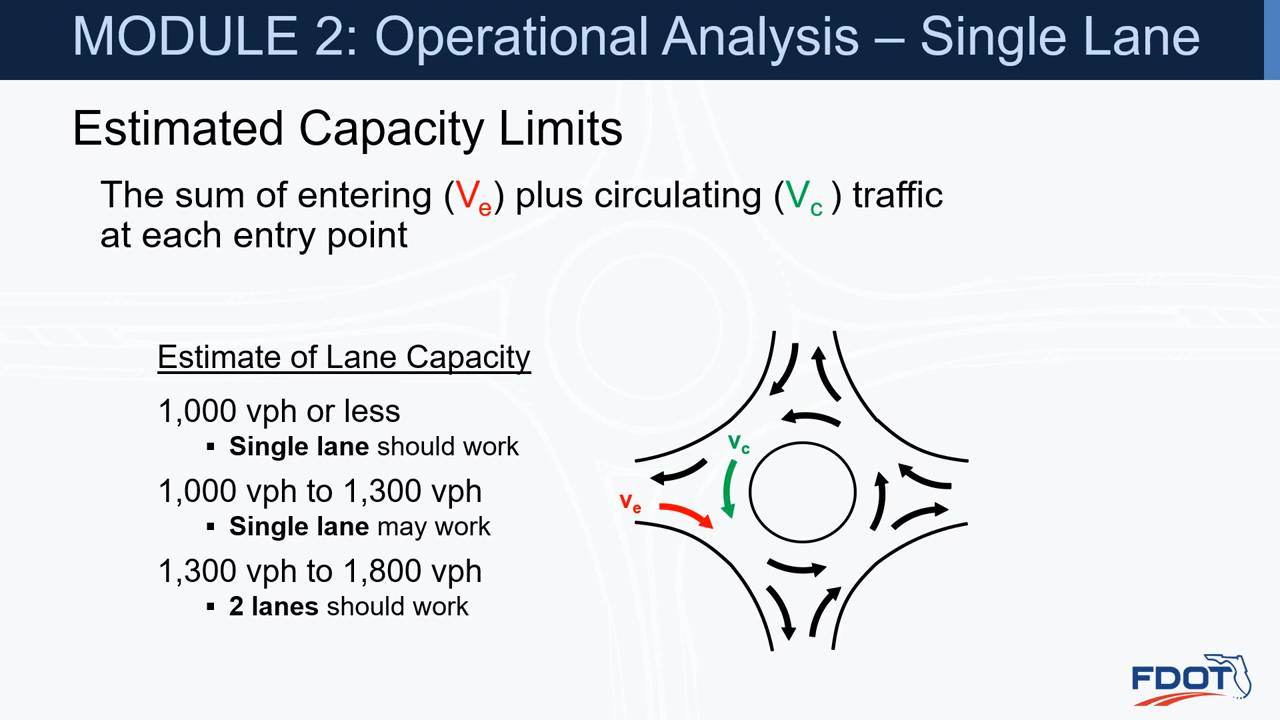 MODULE 2: Operational Analysis – Single Lane
Estimated Capacity Limits
The sum of entering (Ve) plus circulating (Vc ) traffic
at each entry point
Estimate of Lane Capacity
1,000 vph or less
▪ Single lane should work
1,000 vph to 1,300 vph
▪ Single lane may work
1,300 vph to 1,800 vph
▪ 2 lanes should work
Vc
Ve
FDOT